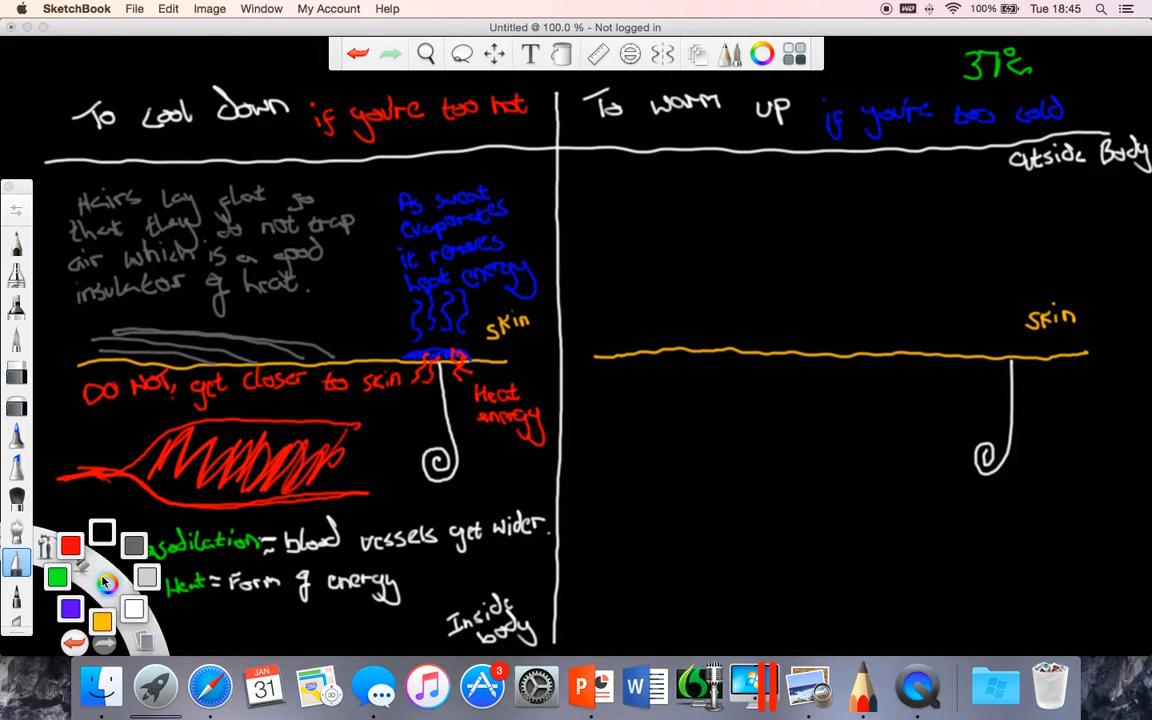 SketchBook File Edit Image Window My Account Help
100% Tue 18:45
Untitled @ 100.0 % - Not logged in
37°c
To cool down if you're too hot
To warm up if you're too cold
outside Body
Hairs lay flat so
that they do not trap
air which is a good
insulator of heat.
As sweat
evaporates
it removes
heat energy
skin
skin
DO NOT, get closer to skin
Heat
energy
asodilation = blood vessels get wider.
Heat = Form of energy
Inside
body
JAN
31
3